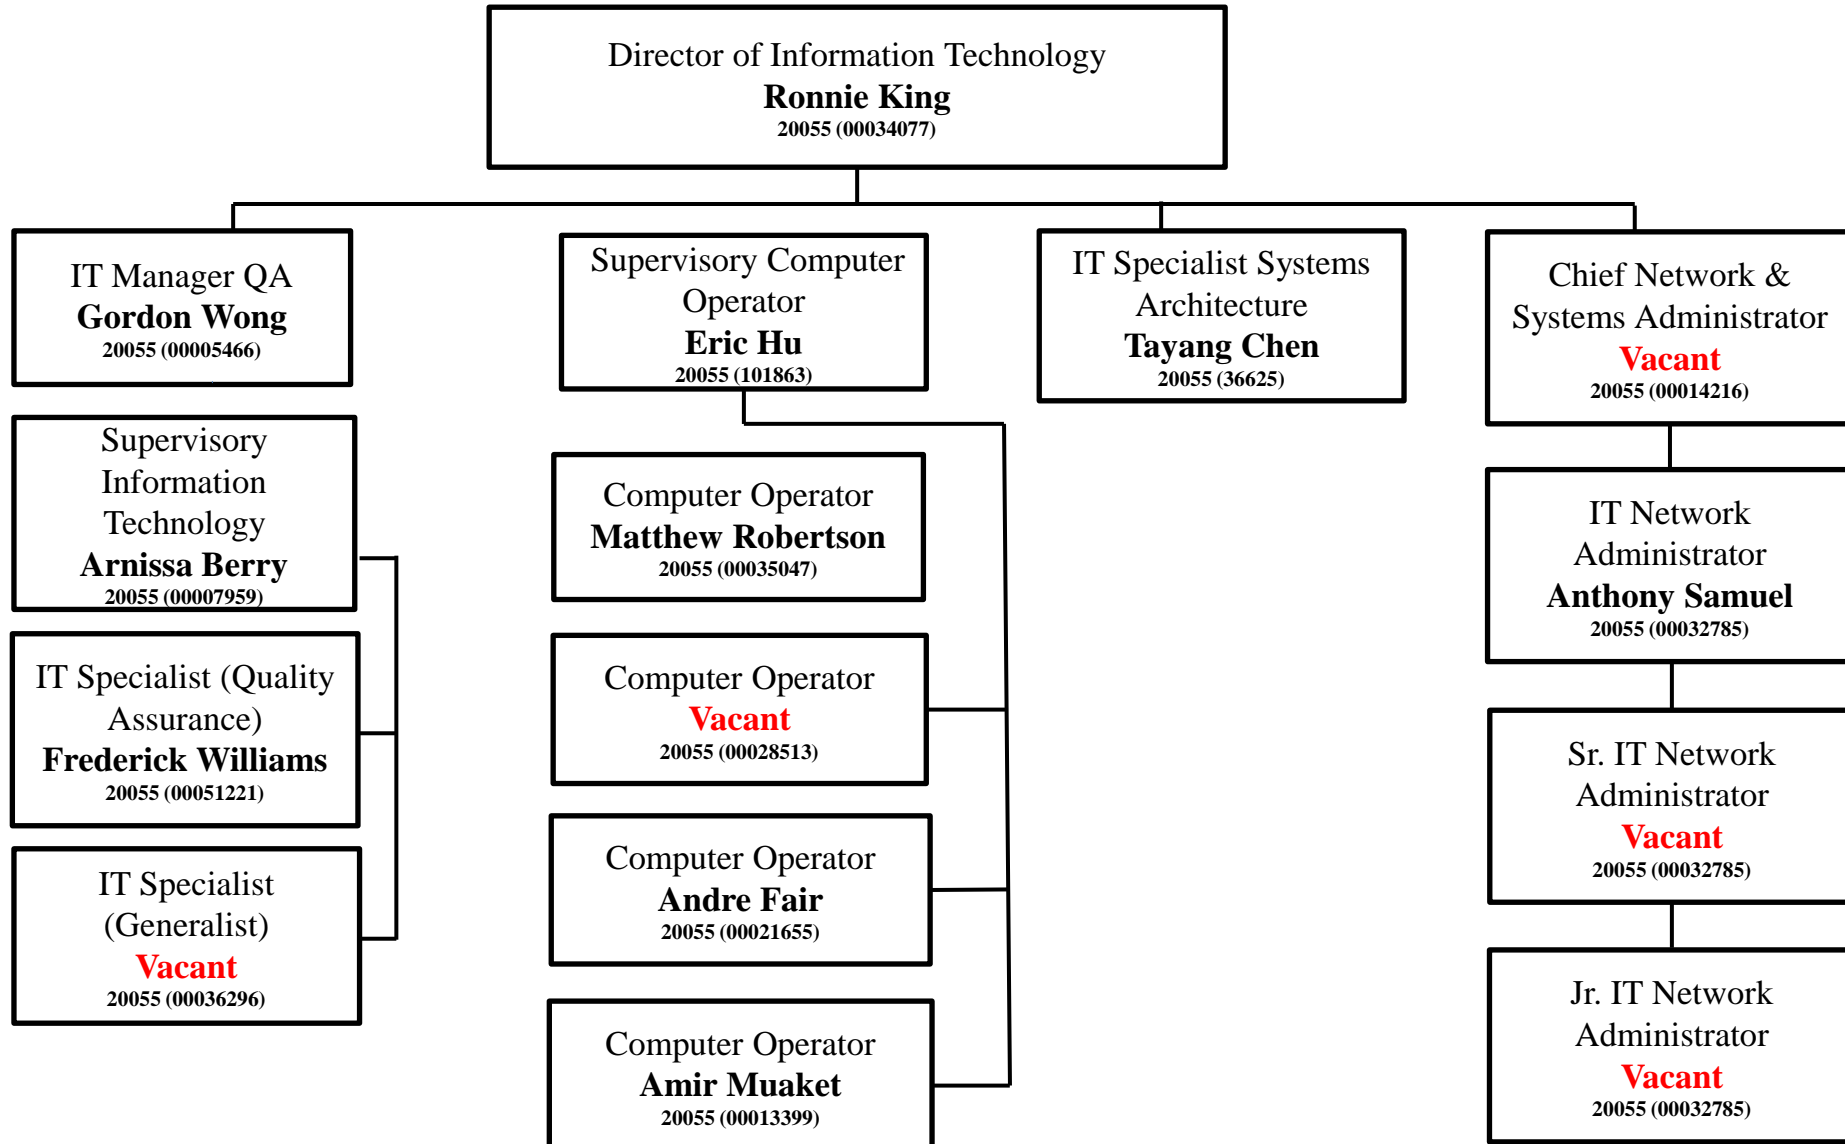 Director of Information Technology
Ronnie King
20055 (00034077)
IT Manager QA
Gordon Wong
20055 (00005466)
Supervisory
Information
Technology
Arnissa Berry
20055 (00007959)
IT Specialist (Quality
Assurance)
Frederick Williams
20055 (00051221)
IT Specialist
(Generalist)
Vacant
20055 (00036296)
Supervisory Computer
Operator
Eric Hu
20055 (101863)
Computer Operator
Matthew Robertson
20055 (00035047)
Computer Operator
Vacant
20055 (00028513)
Computer Operator
Andre Fair
20055 (00021655)
Computer Operator
Amir Muaket
20055 (00013399)
IT Specialist Systems
Architecture
Tayang Chen
20055 (36625)
Chief Network &
Systems Administrator
Vacant
20055 (00014216)
IT Network
Administrator
Anthony Samuel
20055 (00032785)
Sr. IT Network
Administrator
Vacant
20055 (00032785)
Jr. IT Network
Administrator
Vacant
20055 (00032785)